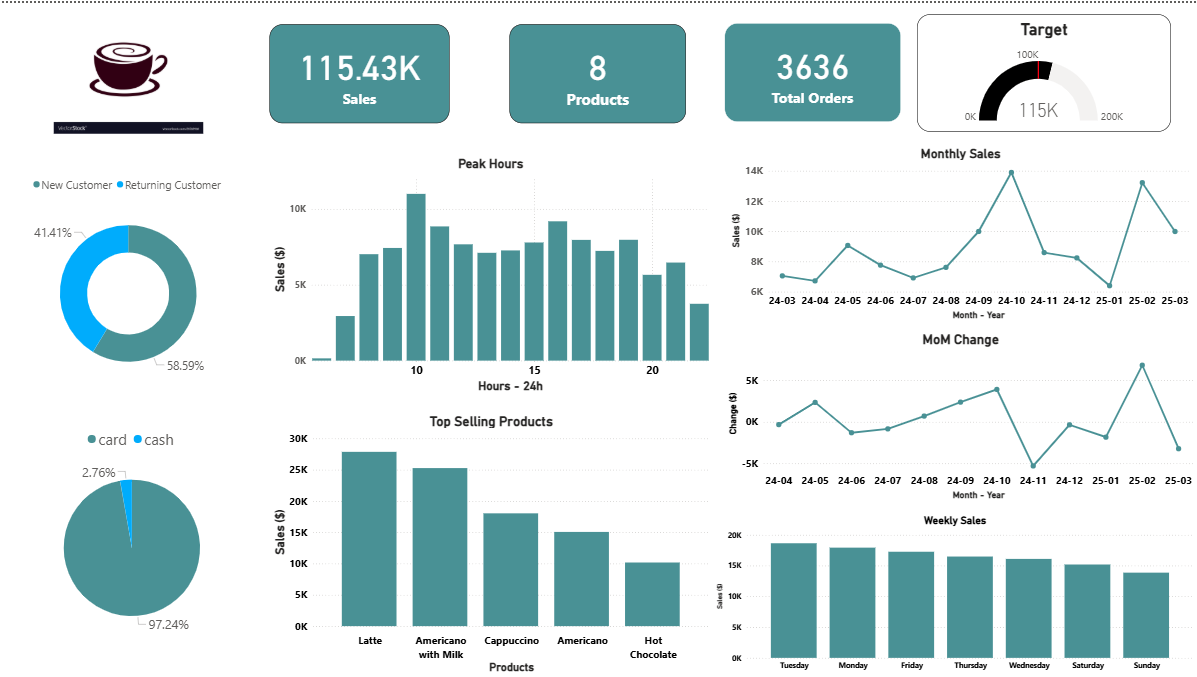 VectorStock®
115.43K
Sales
8
Products
3636
Total Orders
Target
100K
0K
115K
200K
New Customer Returning Customer
41.41%
58.59%
card cash
2.76%
97.24%
Peak Hours
Sales ($)
10K
5K
0K
10 15 20
Hours - 24h
Top Selling Products
Sales ($)
30K
25K
20K
15K
10K
5K
0K
Latte Americano Cappuccino Americano Hot
with Milk Chocolate
Products
Monthly Sales
Sales ($)
14K
12K
10K
8K
6K
24-03 24-04 24-05 24-06 24-07 24-08 24-09 24-10 24-11 24-12 25-01 25-02 25-03
Month - Year
MoM Change
Change ($)
5K
0K
-5K
24-04 24-05 24-06 24-07 24-08 24-09 24-10 24-11 24-12 25-01 25-02 25-03
Month - Year
Weekly Sales
Sales ($)
20K
15K
10K
5K
0K
Tuesday Monday Friday Thursday Wednesday Saturday Sunday